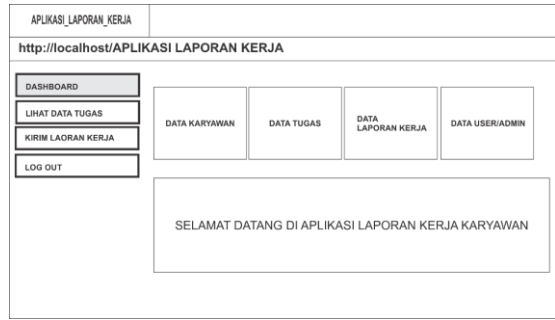 APLIKASI_LAPORAN_KERJA
http://localhost/APLIKASI LAPORAN KERJA
DASHBOARD
LIHAT DATA TUGAS
KIRIM LAORAN KERJA
LOG OUT
DATA KARYAWAN
DATA TUGAS
DATA
LAPORAN KERJA
DATA USER/ADMIN
SELAMAT DATANG DI APLIKASI LAPORAN KERJA KARYAWAN